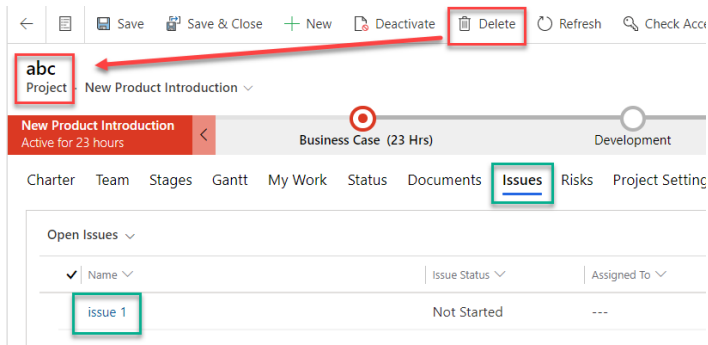 Save Save & Close New Deactivate Delete Refresh Check Acce
abc
Project New Product Introduction
New Product Introduction
Active for 23 hours
Business Case (23 Hrs) Development
Charter Team Stages Gantt My Work Status Documents Issues Risks Project Setting
Open Issues
Name Issue Status Assigned To
issue 1 Not Started ---